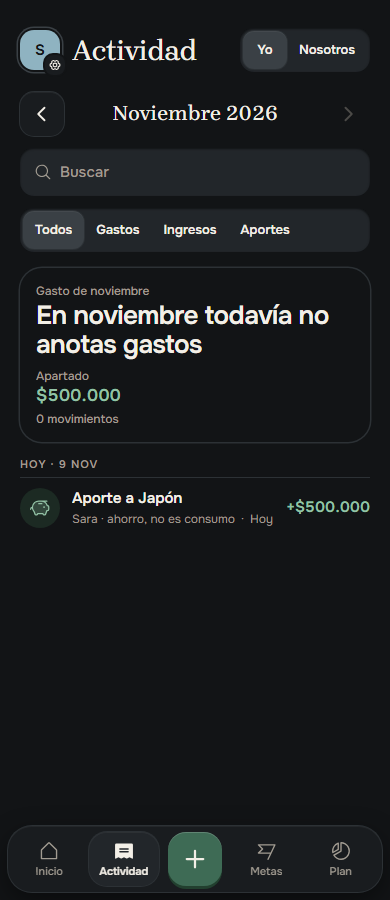 S
Actividad
Yo
Nosotros
Noviembre 2026
Buscar
Todos
Gastos
Ingresos
Aportes
Gasto de noviembre
En noviembre todavía no
anotas gastos
Apartado
$500.000
0 movimientos
HOY · 9 NOV
Aporte a Japón
+$500.000
Sara · ahorro, no es consumo · Hoy
Inicio
Actividad
Metas
Plan